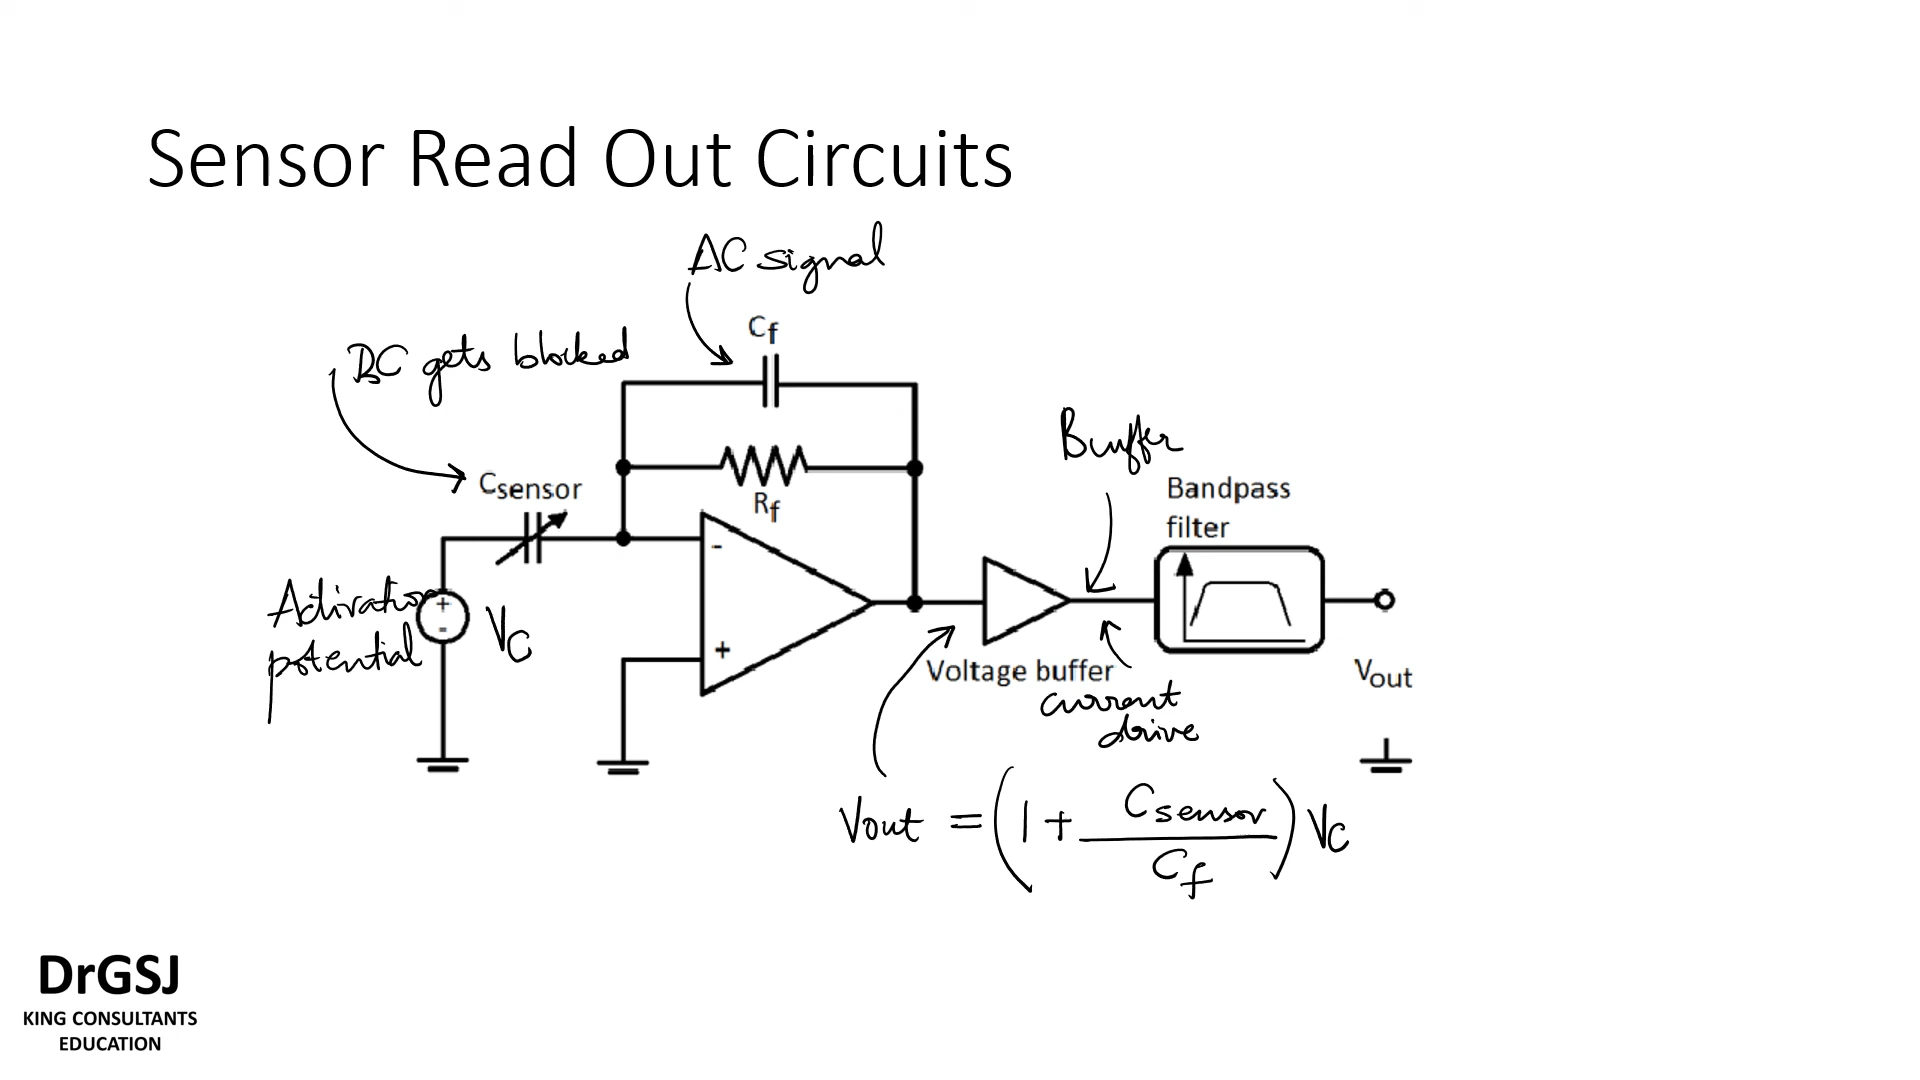 Sensor Read Out Circuits
AC signal
Cf
DC gets blocked
Csensor
Rf
Buffer
Bandpass
filter
-
+
Activation
potential
+
-
VC
Voltage buffer
current
drive
Vout
Vout = (1 + Csensor / Cf) VC
DrGSJ
KING CONSULTANTS
EDUCATION